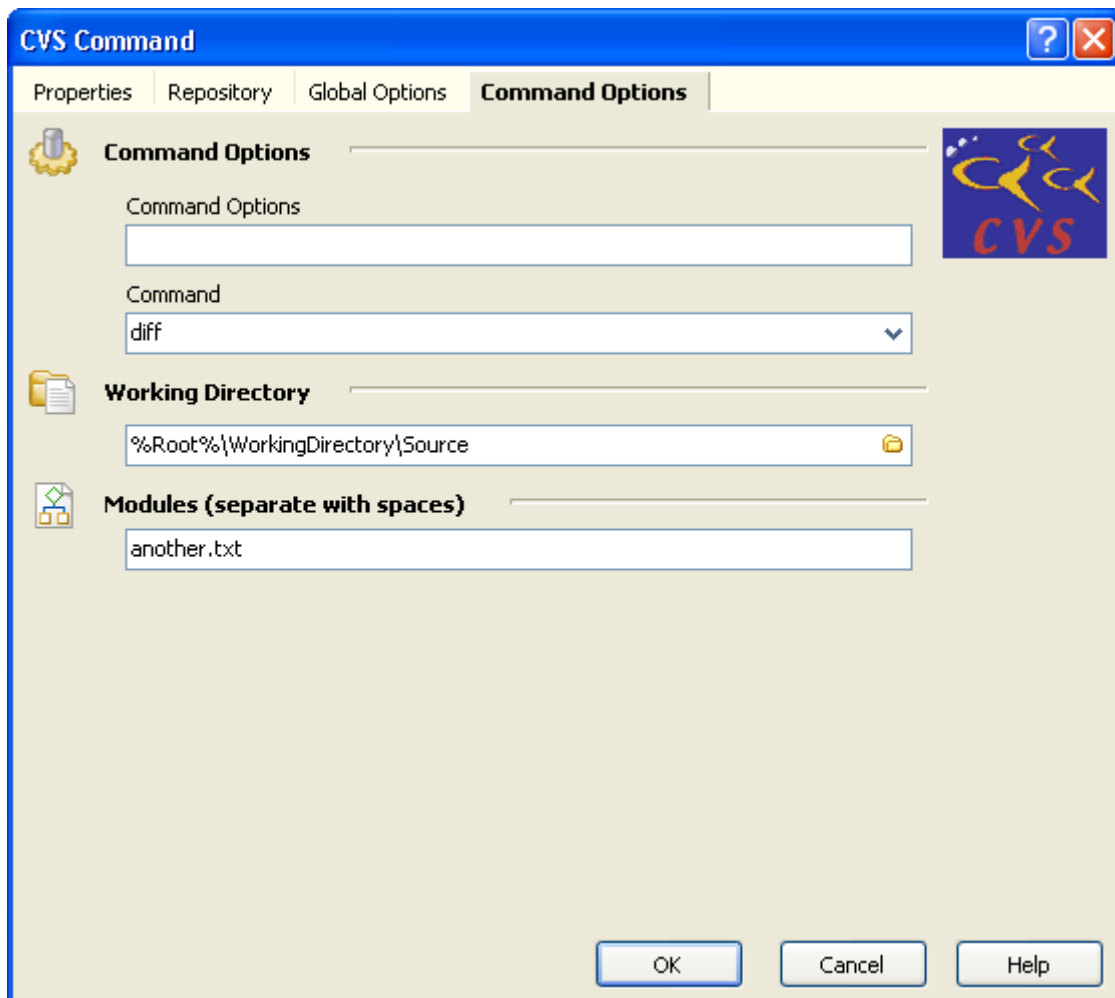 CVS Command
Properties Repository Global Options Command Options
Command Options
Command Options
CVS
Command
diff
Working Directory
%Root%\WorkingDirectory\Source
Modules (separate with spaces)
another.txt
OK Cancel Help